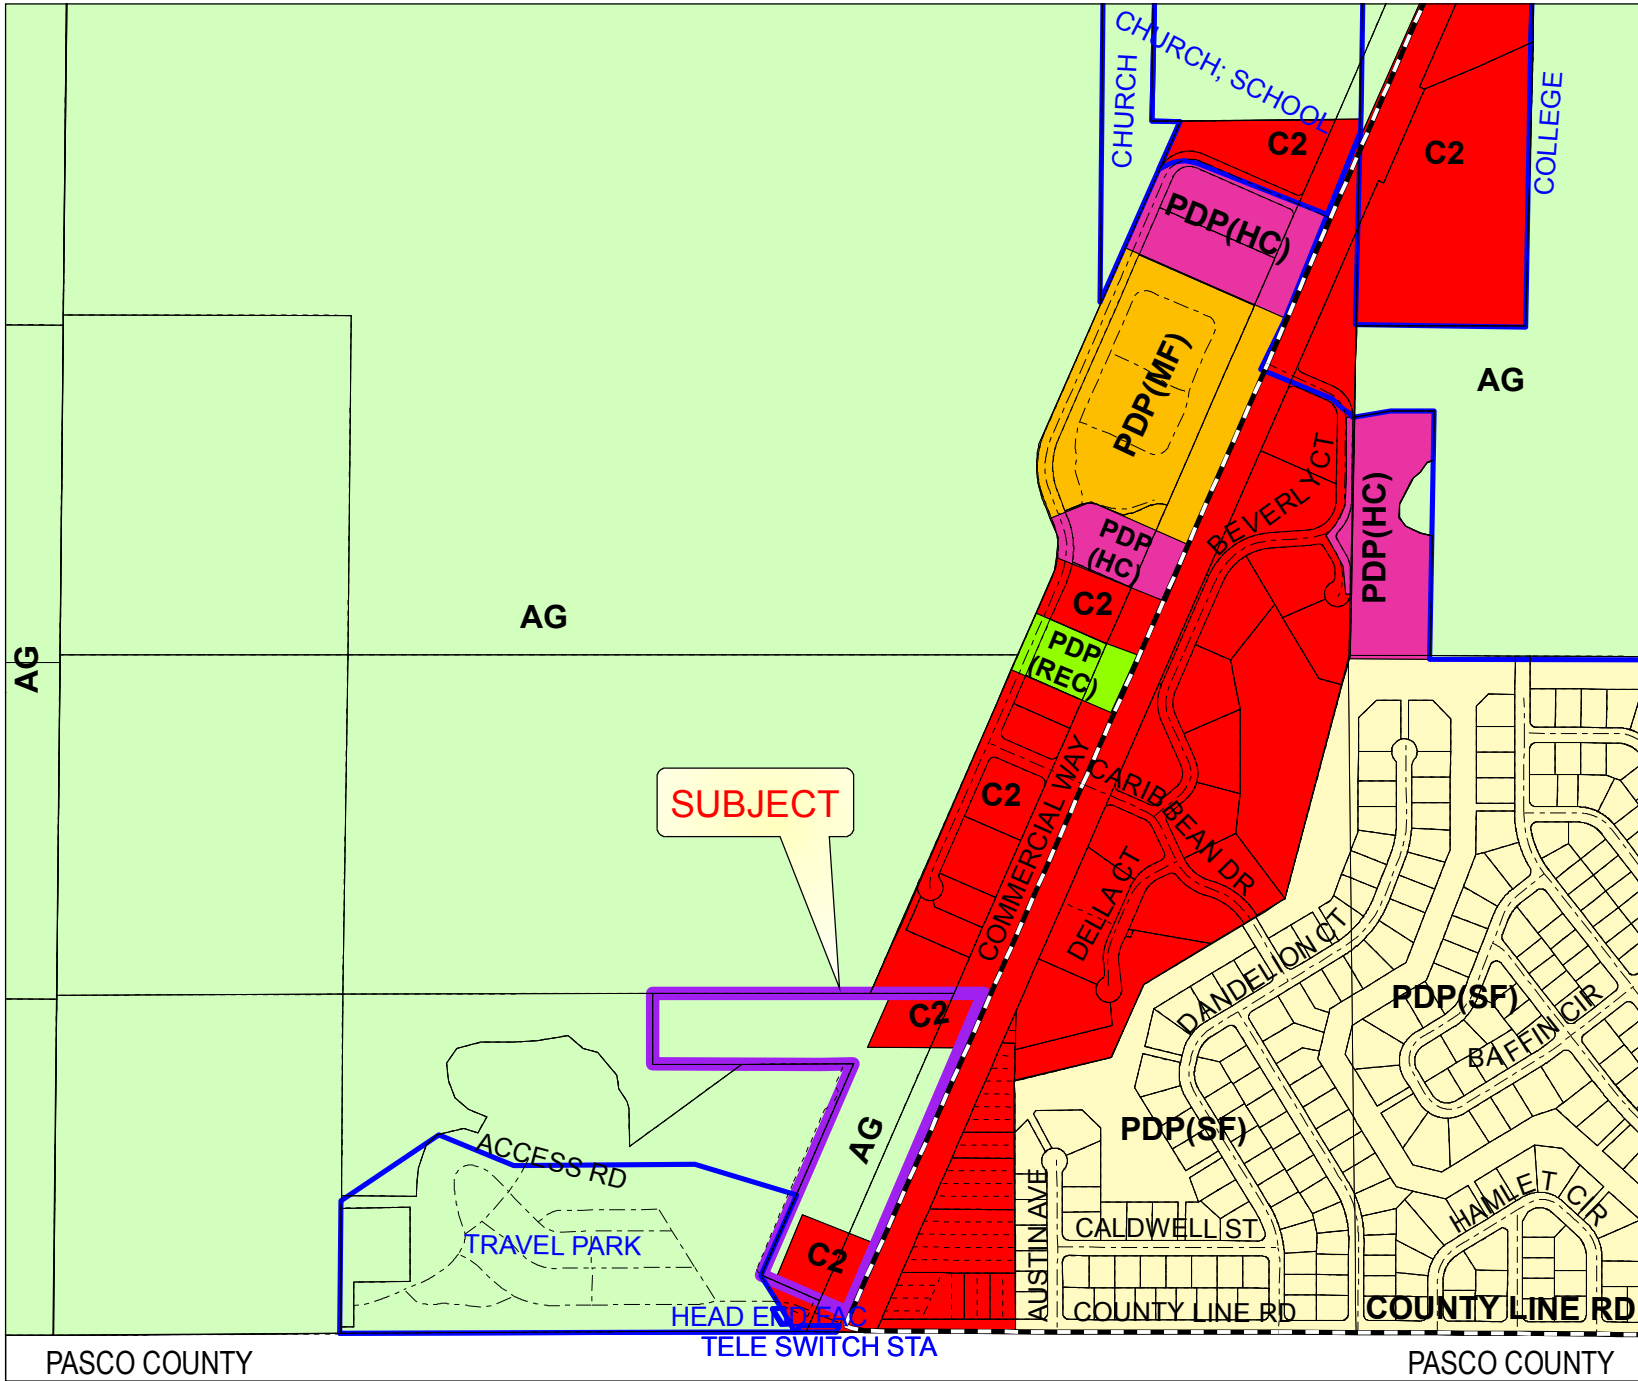 CHURCH; SCHOOL
CHURCH
COLLEGE
C2
C2
PDP(HC)
PDP(MF)
AG
BEVERLY CT
PDP(HC)
PDP
(HC)
C2
AG
AG
PDP
(REC)
C2
COMMERCIAL WAY
CARIBBEAN DR
SUBJECT
DELLA CT
DANDELION CT
PDP(SF)
BAFFIN CIR
C2
AG
PDP(SF)
ACCESS RD
AUSTIN AVE
HAMLET CIR
CALDWELL ST
TRAVEL PARK
C2
HEAD END FAC
COUNTY LINE RD
COUNTY LINE RD
TELE SWITCH STA
PASCO COUNTY
PASCO COUNTY